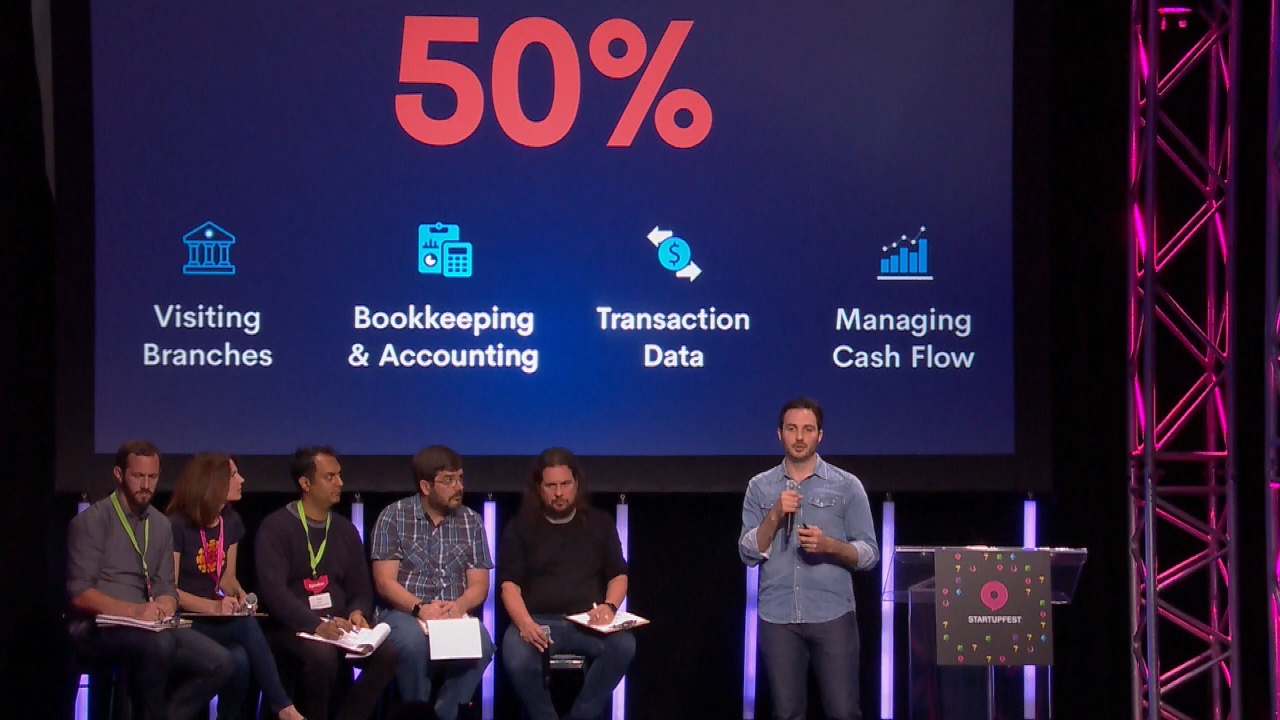 50%
Visiting
Branches
Bookkeeping
& Accounting
$
Transaction
Data
Managing
Cash Flow
STARTUPFEST